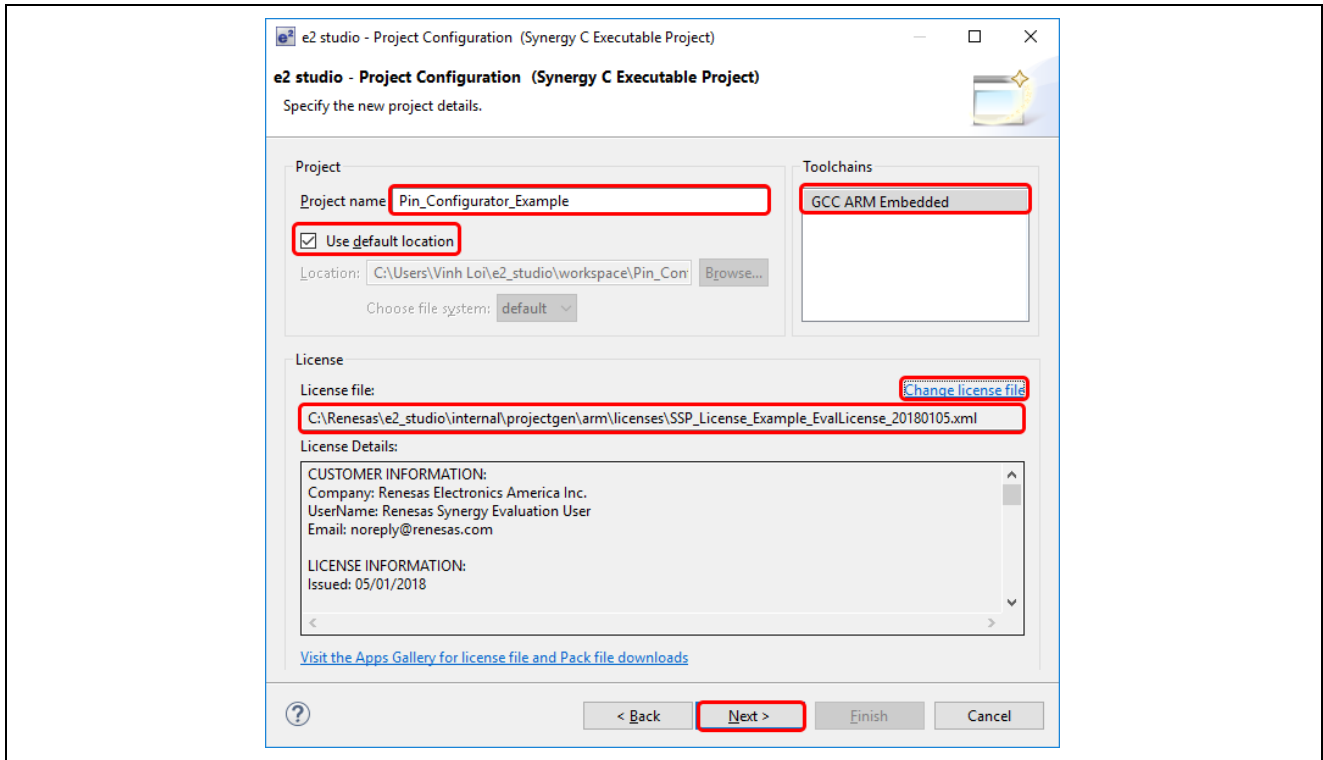 e2 studio - Project Configuration (Synergy C Executable Project)
e2 studio - Project Configuration (Synergy C Executable Project)
Specify the new project details.
Project
Project name
Pin_Configurator_Example
Use default location
Location: C:\Users\Vinh Loi\e2_studio\workspace\Pin_Con Browse...
Choose file system: default
Toolchains
GCC ARM Embedded
License
License file: Change license file
C:\Renesas\e2_studio\internal\projectgen\arm\licenses\SSP_License_Example_EvalLicense_20180105.xml
License Details:
CUSTOMER INFORMATION:
Company: Renesas Electronics America Inc.
UserName: Renesas Synergy Evaluation User
Email: noreply@renesas.com
LICENSE INFORMATION:
Issued: 05/01/2018
Visit the Apps Gallery for license file and Pack file downloads
? < Back Next > Finish Cancel